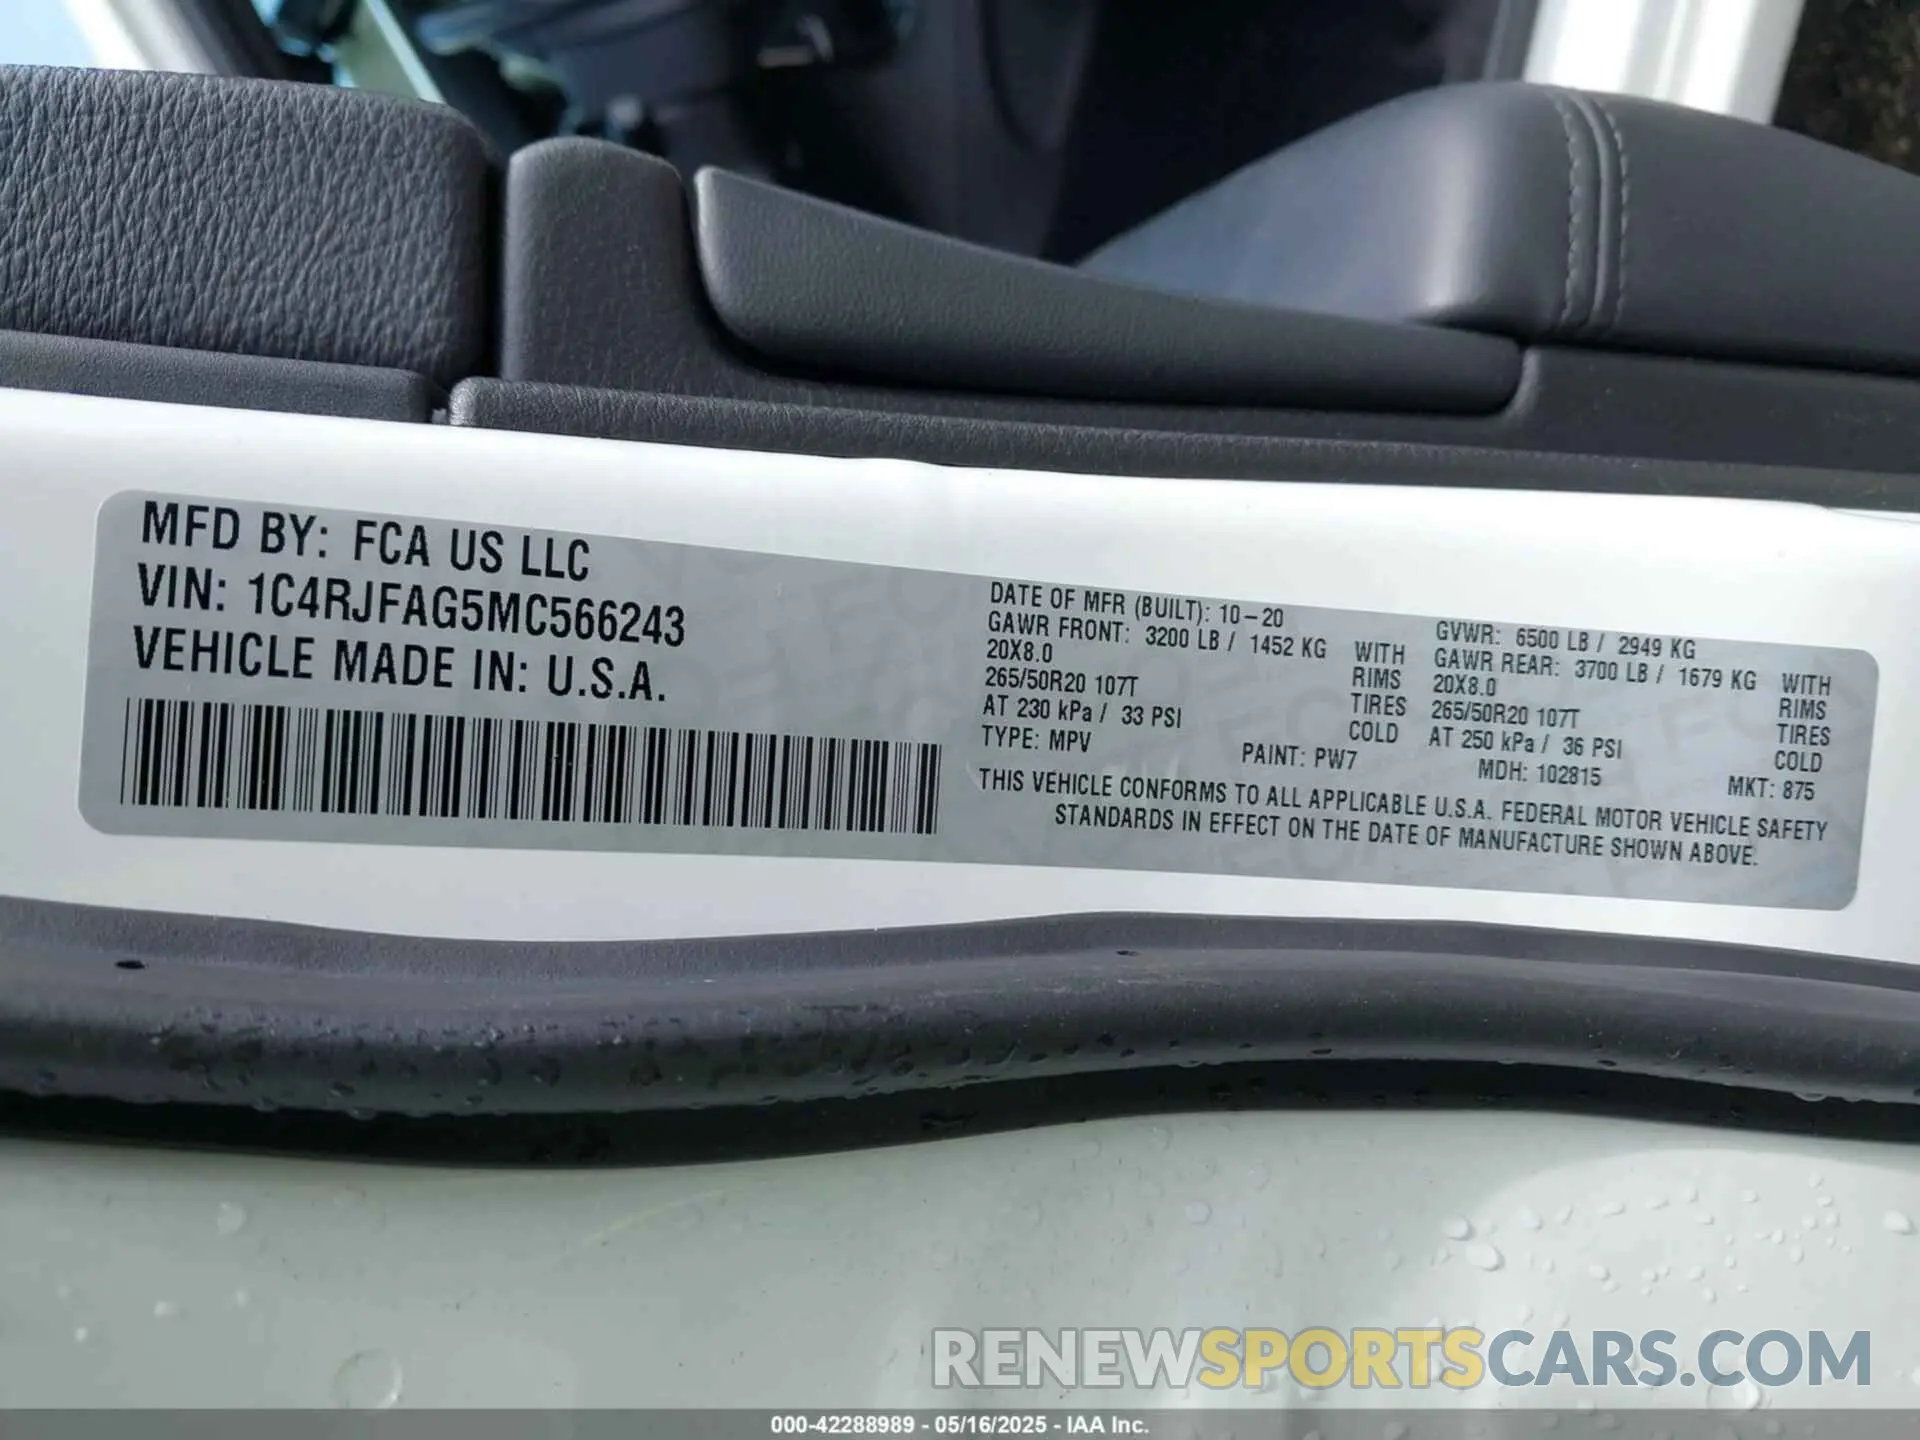 MFD BY: FCA US LLC
VIN: 1C4RJFAG5MC566243
VEHICLE MADE IN: U.S.A.
DATE OF MFR (BUILT): 10-20
GAWR FRONT: 3200 LB / 1452 KG WITH
20X8.0 RIMS
265/50R20 107T TIRES
AT 230 kPa / 33 PSI COLD
TYPE: MPV
GVWR: 6500 LB / 2949 KG
GAWR REAR: 3700 LB / 1679 KG WITH
20X8.0 RIMS
265/50R20 107T TIRES
AT 250 kPa / 36 PSI COLD
PAINT: PW7 MDH: 102815 MKT: 875
THIS VEHICLE CONFORMS TO ALL APPLICABLE U.S.A. FEDERAL MOTOR VEHICLE SAFETY
STANDARDS IN EFFECT ON THE DATE OF MANUFACTURE SHOWN ABOVE.
RENEWSPORTSCARS.COM
000-42288989 - 05/16/2025 - IAA Inc.